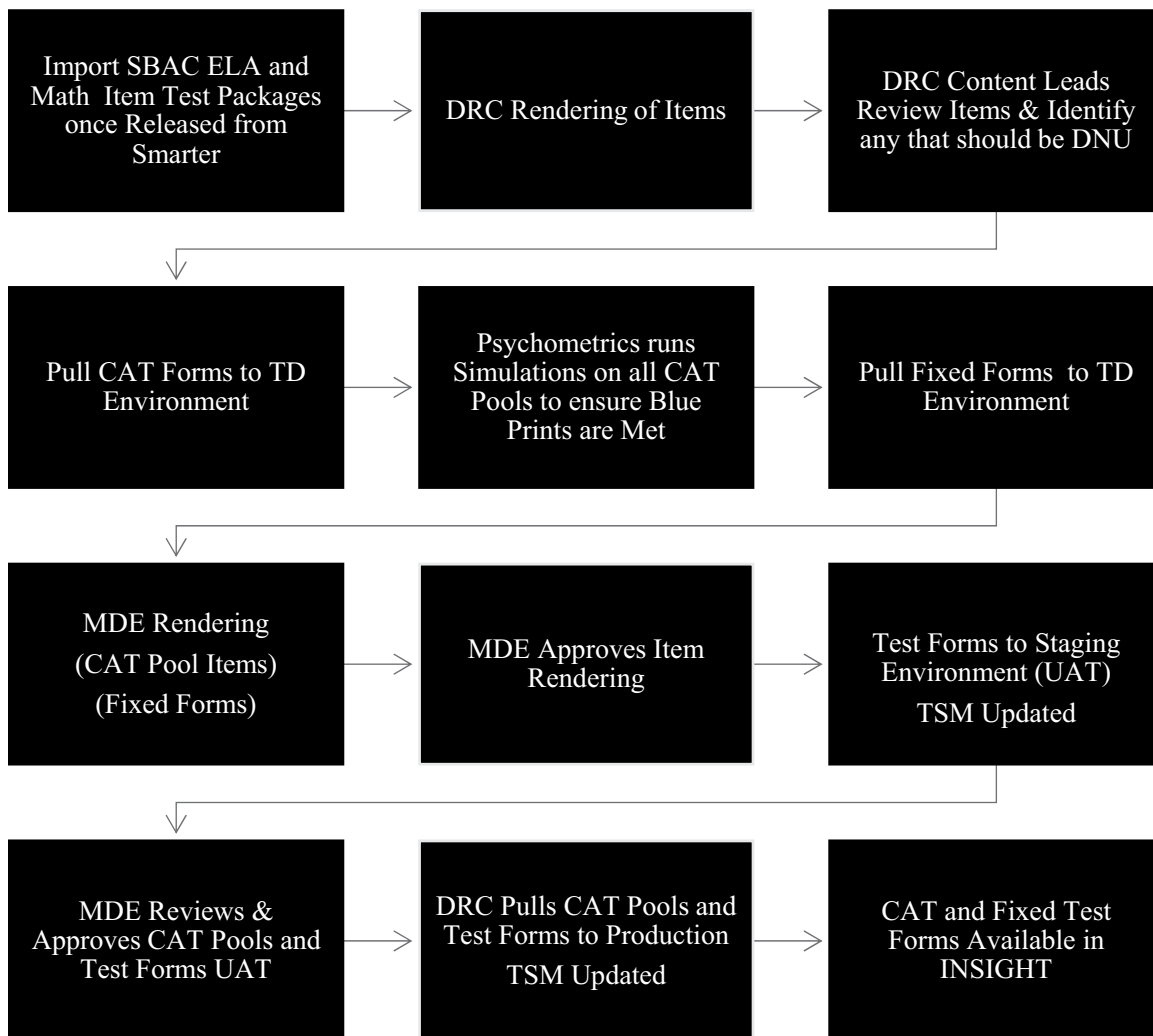 Import SBAC ELA and
Math Item Test Packages
once Released from
Smarter
DRC Rendering of Items
DRC Content Leads
Review Items & Identify
any that should be DNU
Pull CAT Forms to TD
Environment
Psychometrics runs
Simulations on all CAT
Pools to ensure Blue
Prints are Met
Pull Fixed Forms to TD
Environment
MDE Rendering
(CAT Pool Items)
(Fixed Forms)
MDE Approves Item
Rendering
Test Forms to Staging
Environment (UAT)
TSM Updated
MDE Reviews &
Approves CAT Pools and
Test Forms UAT
DRC Pulls CAT Pools and
Test Forms to Production
TSM Updated
CAT and Fixed Test
Forms Available in
INSIGHT